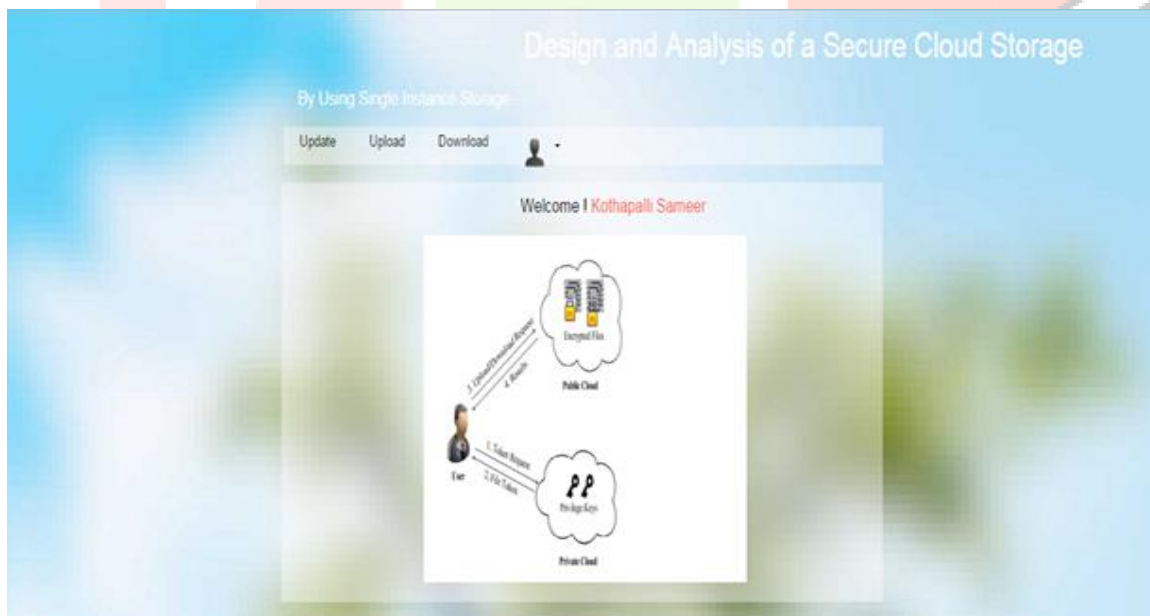 Design and Analysis of a Secure Cloud Storage
By Using Single Instance Storage
Update Upload Download
Welcome ! Kothapalli Sameer
Encrypted Files
3. Upload/Download Request
4. Results
Public Cloud
1. Token Request
2. File Token
User
Privilege Keys
Private Cloud